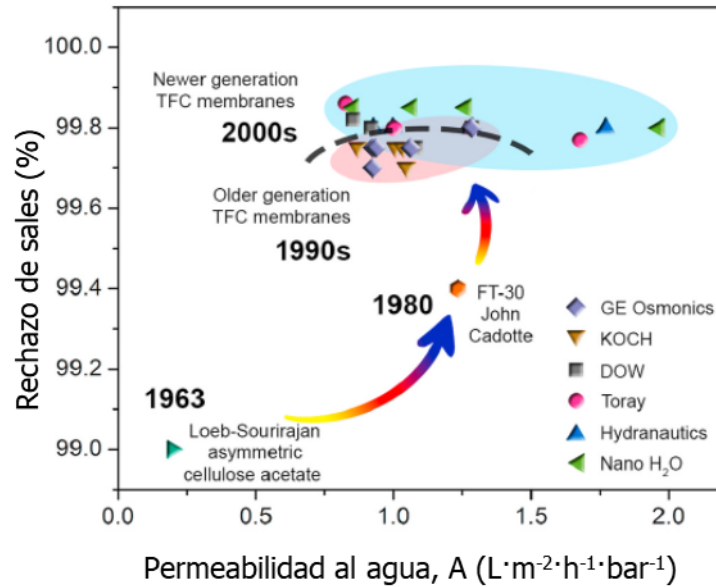 Rechazo de sales (%)
100.0
99.8
99.6
99.4
99.2
99.0
Newer generation
TFC membranes
2000s
Older generation
TFC membranes
1990s
1980
FT-30
John
Cadotte
1963
Loeb-Sourirajan
asymmetric
cellulose acetate
GE Osmonics
KOCH
DOW
Toray
Hydranautics
Nano H₂O
0.0 0.5 1.0 1.5 2.0
Permeabilidad al agua, A (L·m⁻²·h⁻¹·bar⁻¹)